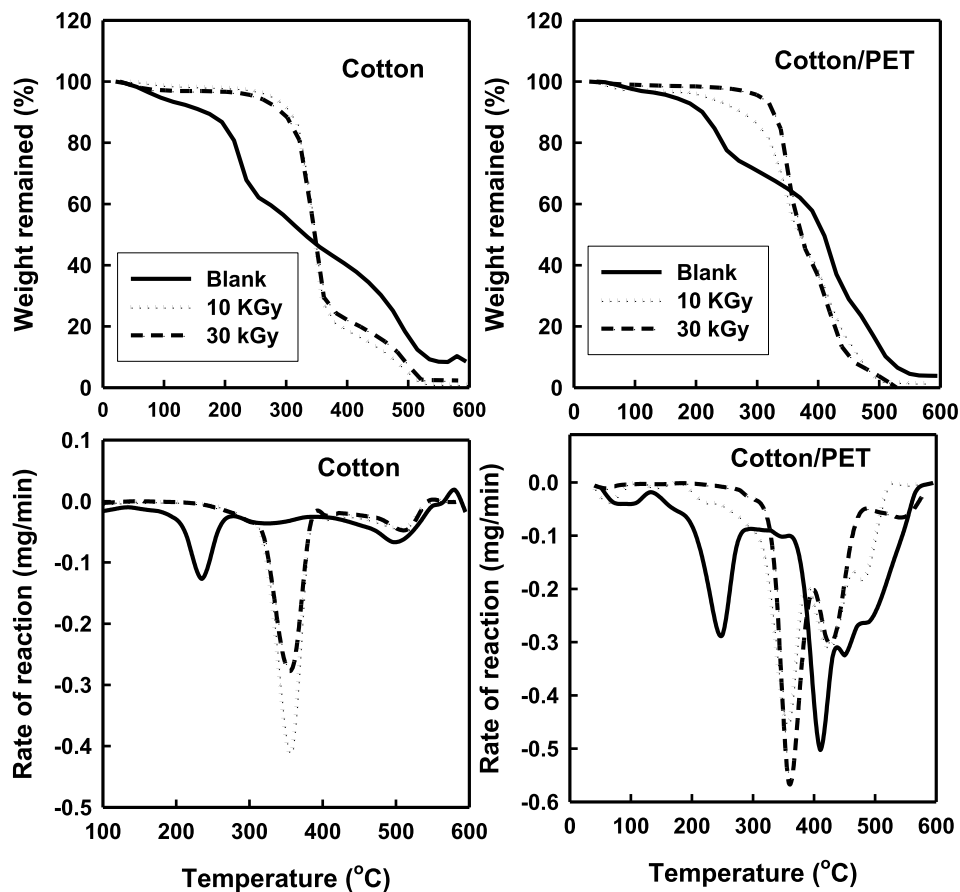 Cotton
Weight remained (%)
120
100
80
60
40
20
0
Blank
10 KGy
30 kGy
0 100 200 300 400 500 600
Cotton/PET
Weight remained (%)
120
100
80
60
40
20
0
Blank
10 KGy
30 kGy
0 100 200 300 400 500 600
Cotton
Rate of reaction (mg/min)
0.1
0.0
-0.1
-0.2
-0.3
-0.4
-0.5
100 200 300 400 500 600
Temperature (oC)
Cotton/PET
Rate of reaction (mg/min)
0.0
-0.1
-0.2
-0.3
-0.4
-0.5
-0.6
0 100 200 300 400 500 600
Temperature (oC)